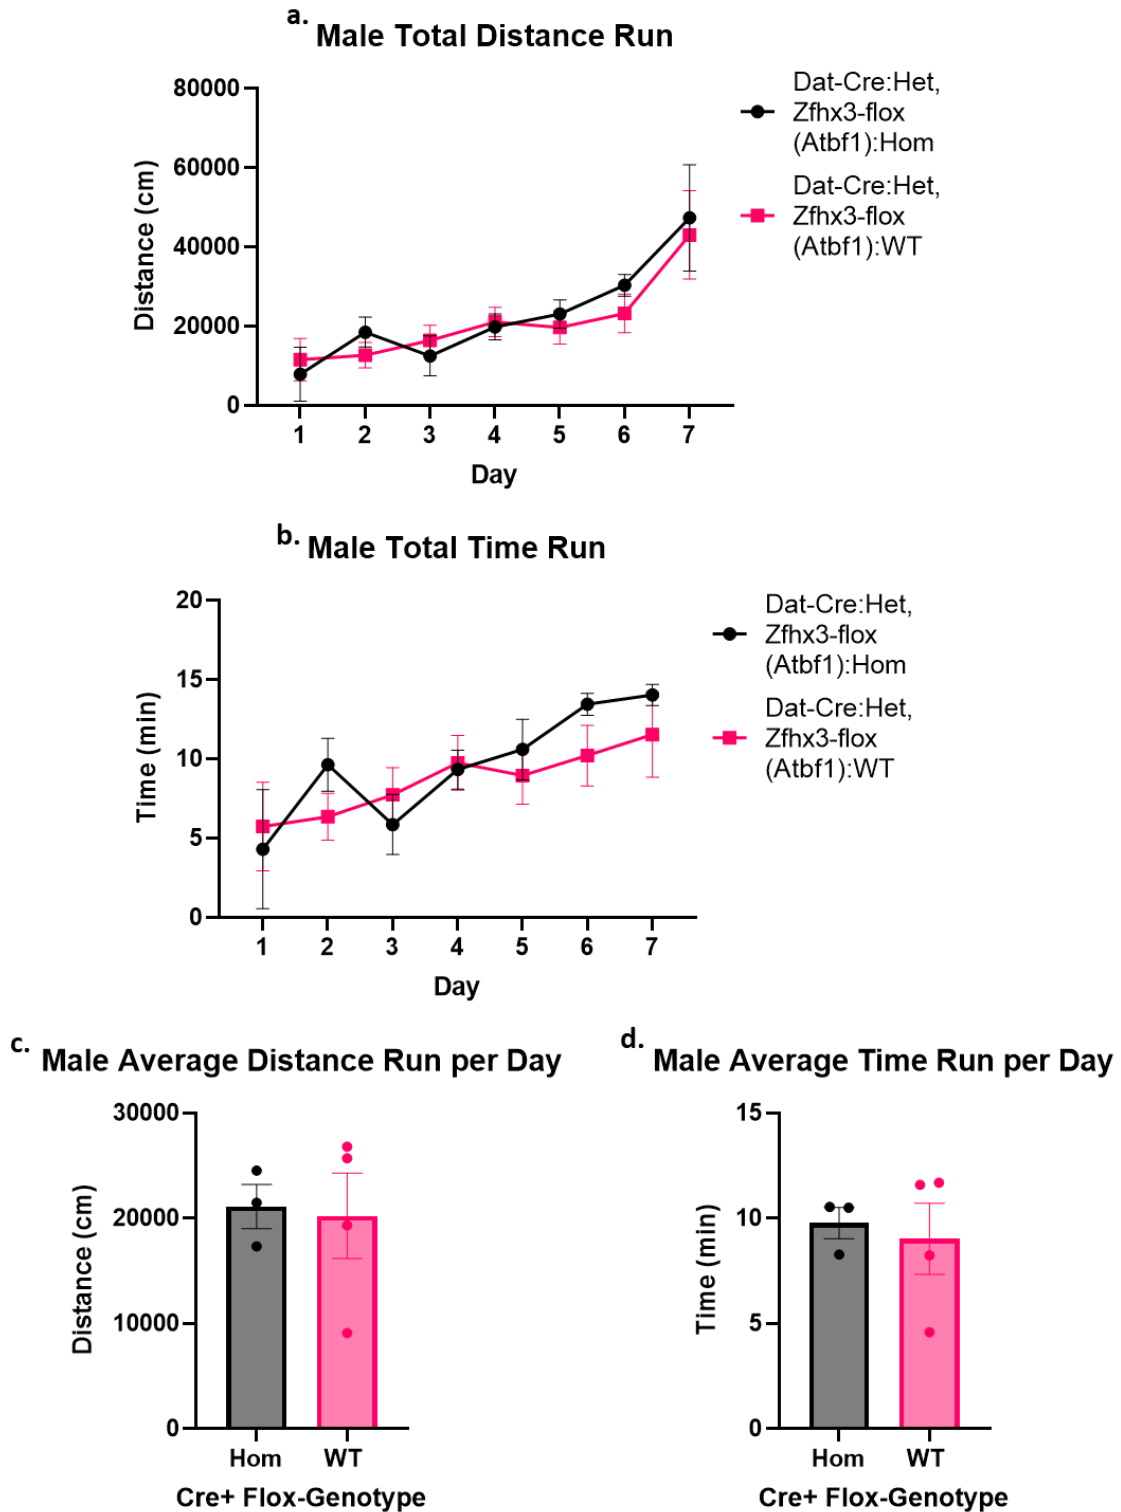 a.
Male Total Distance Run
80000
60000
40000
20000
0
Distance (cm)
1 2 3 4 5 6 7
Day
Dat-Cre:Het,
Zfhx3-flox
(Atbf1):Hom
Dat-Cre:Het,
Zfhx3-flox
(Atbf1):WT
b.
Male Total Time Run
20
15
10
5
0
Time (min)
1 2 3 4 5 6 7
Day
Dat-Cre:Het,
Zfhx3-flox
(Atbf1):Hom
Dat-Cre:Het,
Zfhx3-flox
(Atbf1):WT
c.
Male Average Distance Run per Day
30000
20000
10000
0
Distance (cm)
Hom WT
Cre+ Flox-Genotype
d.
Male Average Time Run per Day
15
10
5
0
Time (min)
Hom WT
Cre+ Flox-Genotype